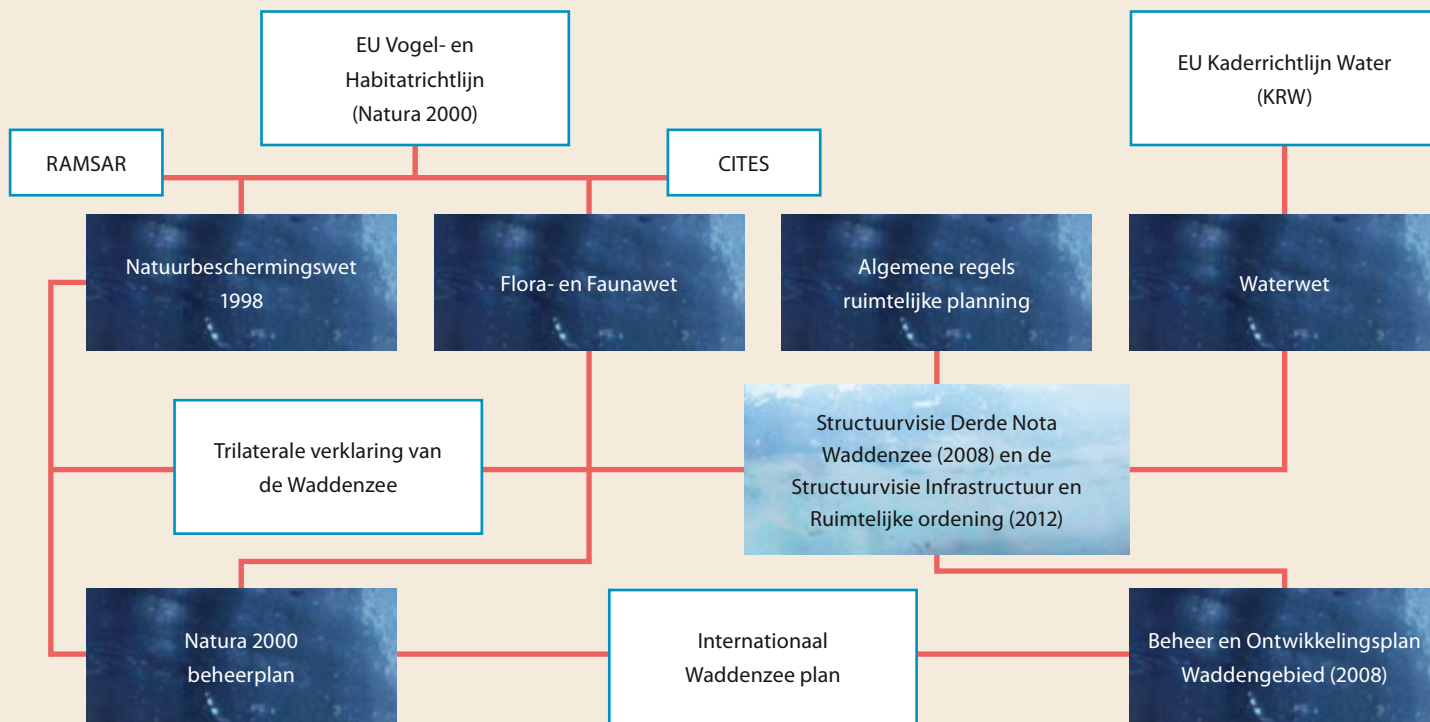 EU Vogel- en
Habitatrichtlijn
(Natura 2000)
EU Kaderrichtlijn Water
(KRW)
RAMSAR
CITES
Natuurbeschermingswet
1998
Flora- en Faunawet
Algemene regels
ruimtelijke planning
Waterwet
Trilaterale verklaring van
de Waddenzee
Structuurvisie Derde Nota
Waddenzee (2008) en de
Structuurvisie Infrastructuur en
Ruimtelijke ordening (2012)
Natura 2000
beheerplan
Internationaal
Waddenzee plan
Beheer en Ontwikkelingsplan
Waddengebied (2008)